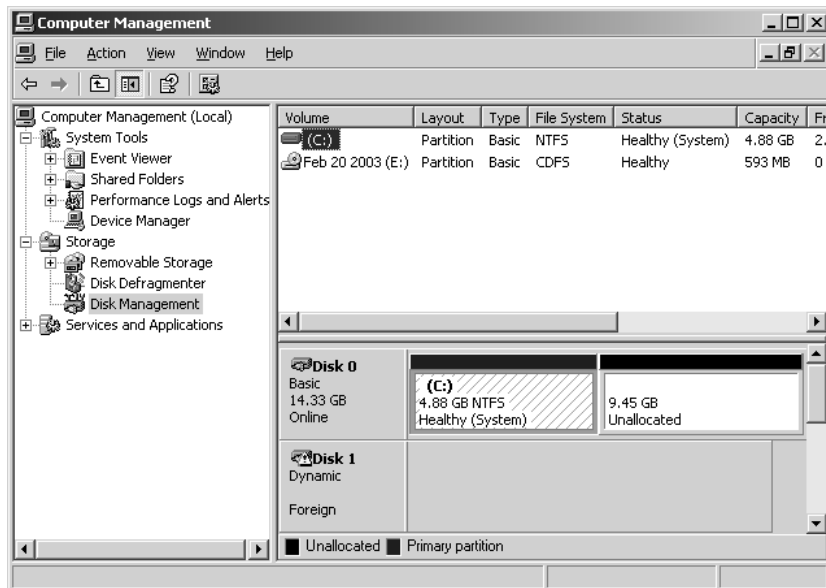 Computer Management
File Action View Window Help
Computer Management (Local)
System Tools
Event Viewer
Shared Folders
Performance Logs and Alerts
Device Manager
Storage
Removable Storage
Disk Defragmenter
Disk Management
Services and Applications
Volume Layout Type File System Status Capacity Fr
(C:) Partition Basic NTFS Healthy (System) 4.88 GB 2.
Feb 20 2003 (E:) Partition Basic CDFS Healthy 593 MB 0
Disk 0
Basic
14.33 GB
Online
(C:)
4.88 GB NTFS
Healthy (System)
9.45 GB
Unallocated
Disk 1
Dynamic
Foreign
Unallocated Primary partition